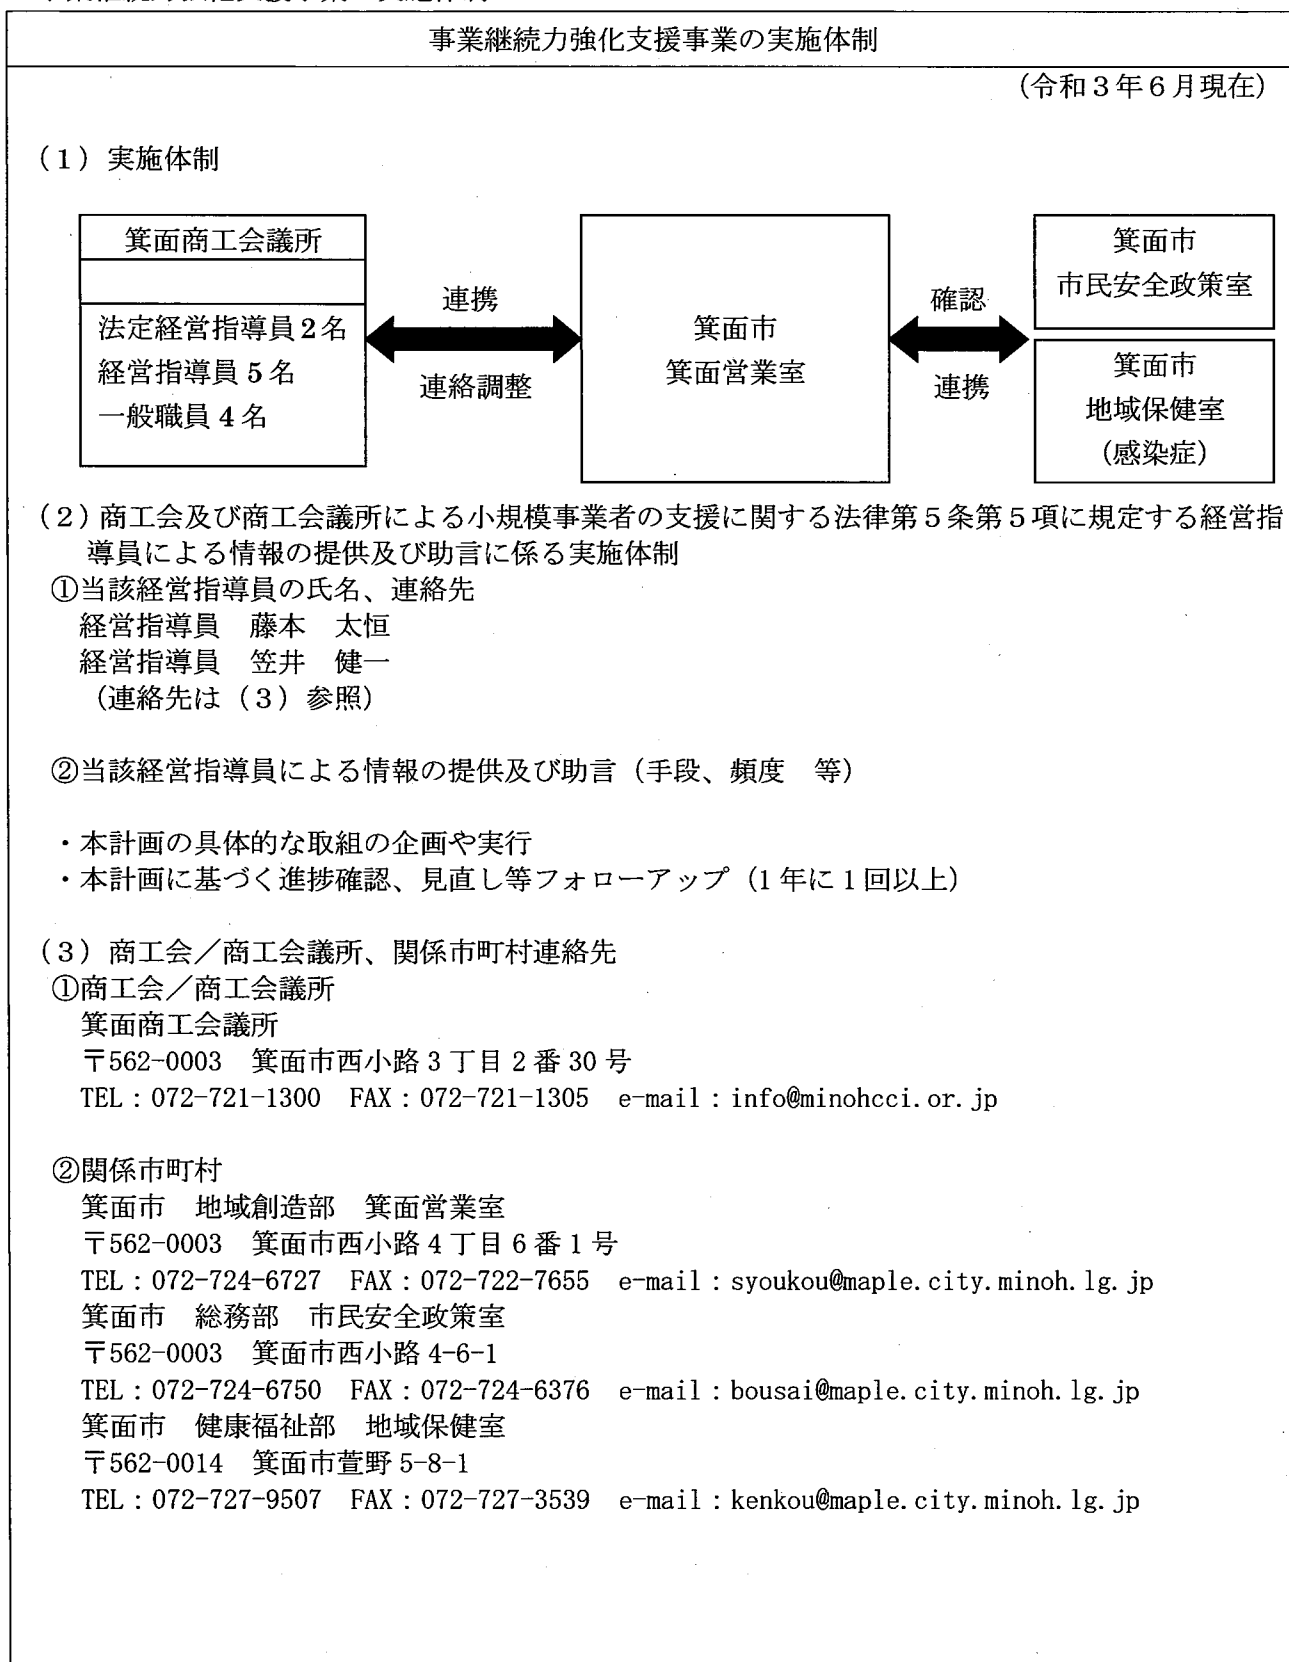 事業継続力強化支援事業の実施体制
(令和3年6月現在)
(1) 実施体制
箕面商工会議所
法定経営指導員2名
経営指導員5名
一般職員4名
連携
連絡調整
箕面市
箕面営業室
確認
連携
箕面市
市民安全政策室
箕面市
地域保健室
(感染症)
(2)商工会及び商工会議所による小規模事業者の支援に関する法律第5条第5項に規定する経営指
導員による情報の提供及び助言に係る実施体制
①当該経営指導員の氏名、連絡先
経営指導員 藤本 太恒
経営指導員 笠井 健一
(連絡先は(3)参照)
②当該経営指導員による情報の提供及び助言(手段、頻度 等)
・本計画の具体的な取組の企画や実行
・本計画に基づく進捗確認、見直し等フォローアップ(1年に1回以上)
(3) 商工会/商工会議所、関係市町村連絡先
①商工会/商工会議所
箕面商工会議所
〒562-0003 箕面市西小路3丁目2番30号
TEL:072-721-1300 FAX:072-721-1305 e-mail:info@minohcci.or.jp
②関係市町村
箕面市 地域創造部 箕面営業室
〒562-0003 箕面市西小路4丁目6番1号
TEL:072-724-6727 FAX:072-722-7655 e-mail:syoukou@maple.city.minoh.lg.jp
箕面市 総務部 市民安全政策室
〒562-0003 箕面市西小路4-6-1
TEL:072-724-6750 FAX:072-724-6376 e-mail:bousai@maple.city.minoh.lg.jp
箕面市 健康福祉部 地域保健室
〒562-0014 箕面市萱野5-8-1
TEL:072-727-9507 FAX:072-727-3539 e-mail:kenkou@maple.city.minoh.lg.jp